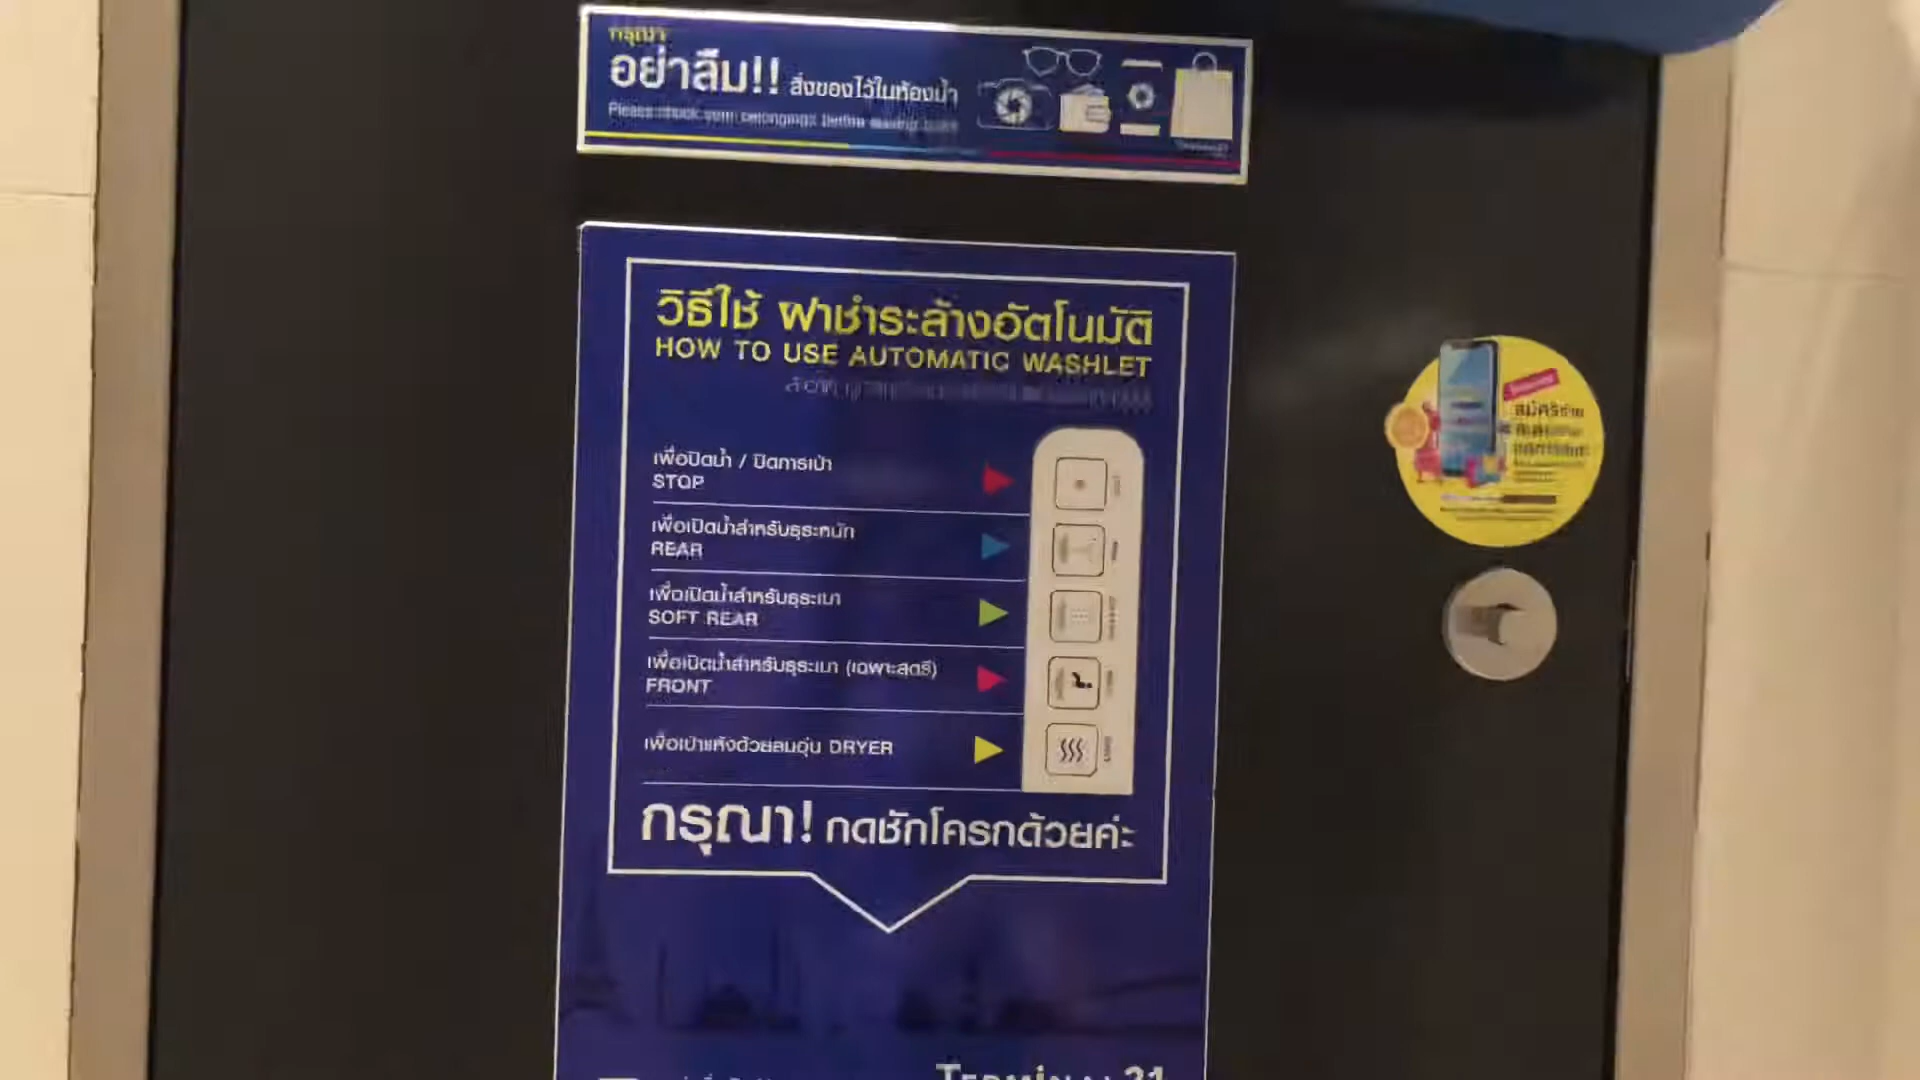 กรุณา
อย่าลืม!! สิ่งของไว้ในห้องน้ำ
Please check your belongings before leaving
วิธีใช้ ฝาชำระล้างอัตโนมัติ
HOW TO USE AUTOMATIC WASHLET
เพื่อปิดน้ำ / ปิดการเป่า
STOP
เพื่อเปิดน้ำสำหรับธุระหนัก
REAR
เพื่อเปิดน้ำสำหรับธุระเบา
SOFT REAR
เพื่อเปิดน้ำสำหรับธุระเบา (เฉพาะสตรี)
FRONT
เพื่อเป่าแห้งด้วยลมอุ่น DRYER
กรุณา! กดชักโครกด้วยค่ะ
TERMINAL 21